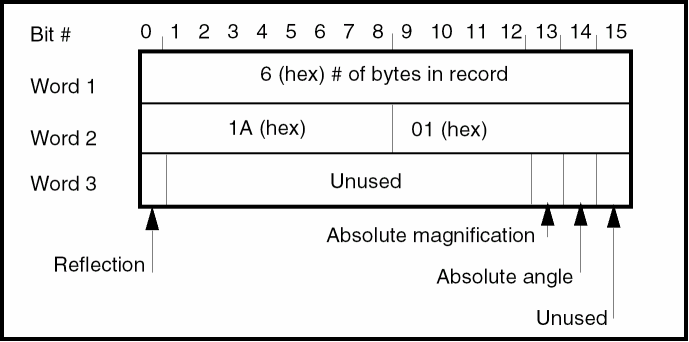 Bit # 0 1 2 3 4 5 6 7 8 9 10 11 12 13 14 15
Word 1 6 (hex) # of bytes in record
Word 2 1A (hex) 01 (hex)
Word 3 Unused
Absolute magnification
Reflection
Absolute angle
Unused